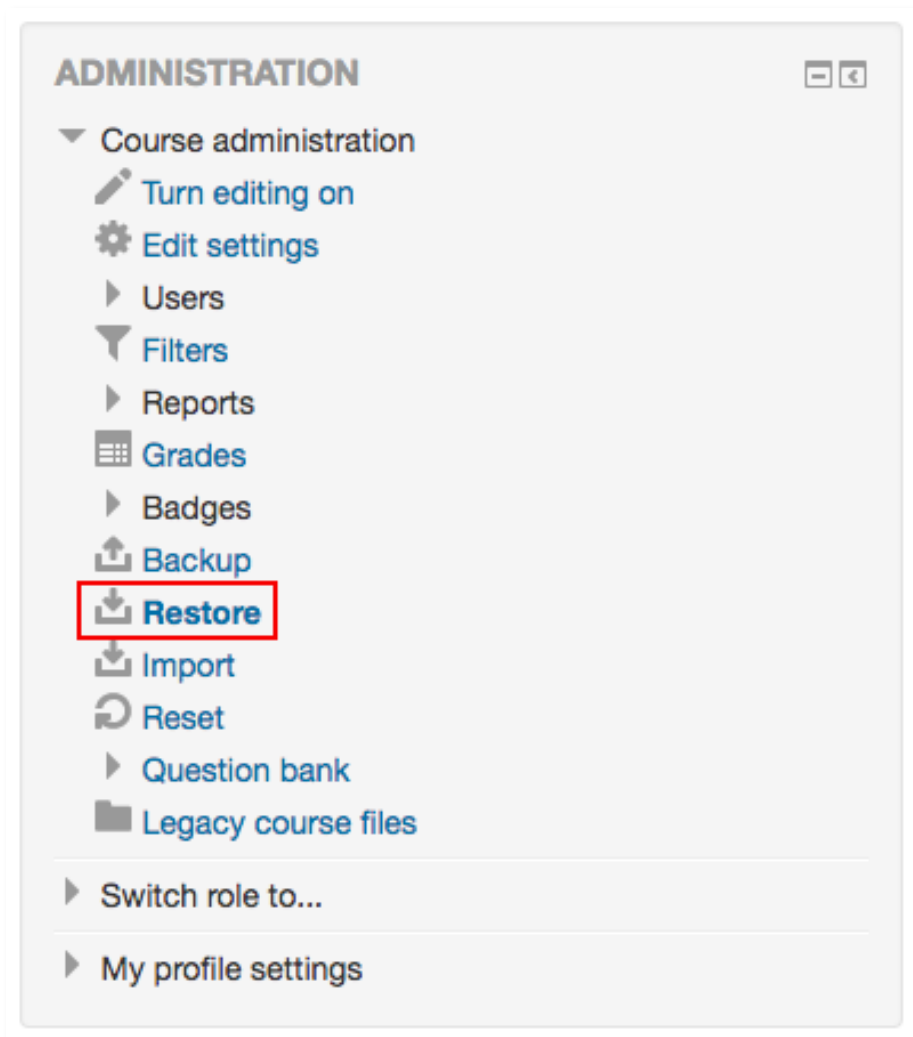 ADMINISTRATION
Course administration
Turn editing on
Edit settings
Users
Filters
Reports
Grades
Badges
Backup
Restore
Import
Reset
Question bank
Legacy course files
Switch role to...
My profile settings